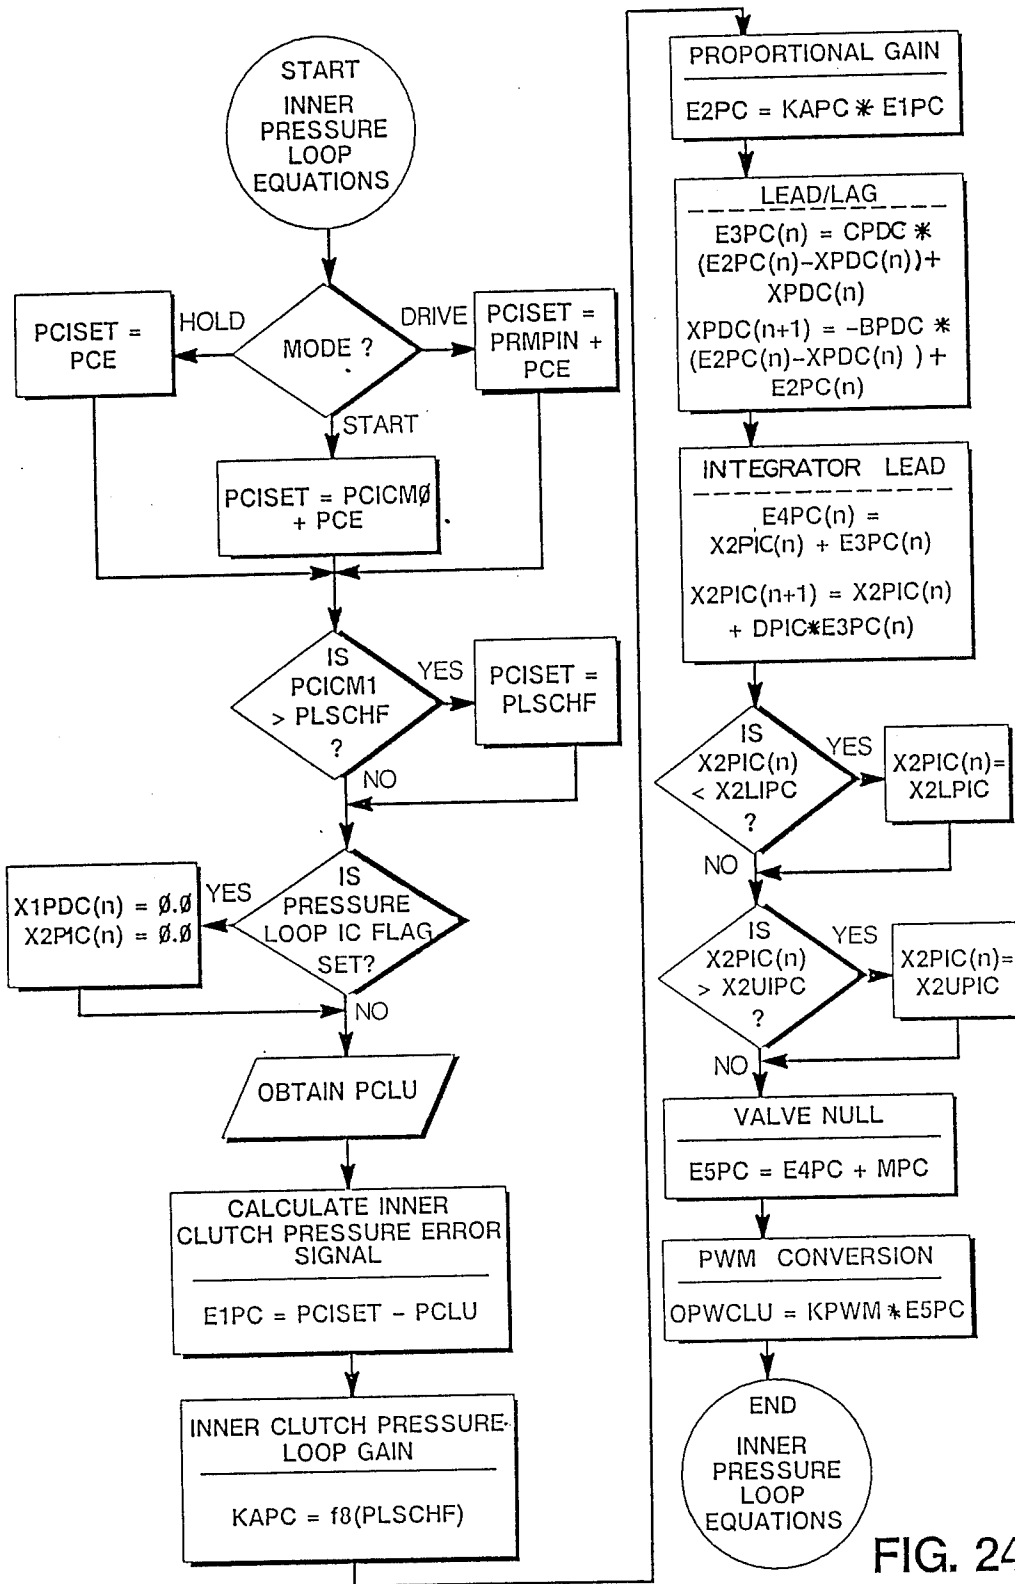 START
INNER
PRESSURE
LOOP
EQUATIONS
MODE ?
HOLD
PCISET =
PCE
DRIVE
PCISET =
PRMPIN +
PCE
START
PCISET = PCICMØ
+ PCE
IS
PCICM1
> PLSCHF
?
YES
PCISET =
PLSCHF
NO
IS
PRESSURE
LOOP IC FLAG
SET?
YES
X1PDC(n) = Ø.Ø
X2PIC(n) = Ø.Ø
NO
OBTAIN PCLU
CALCULATE INNER
CLUTCH PRESSURE ERROR
SIGNAL
E1PC = PCISET - PCLU
INNER CLUTCH PRESSURE
LOOP GAIN
KAPC = f8(PLSCHF)
PROPORTIONAL GAIN
E2PC = KAPC * E1PC
LEAD/LAG
E3PC(n) = CPDC *
(E2PC(n)-XPDC(n))+
XPDC(n)
XPDC(n+1) = -BPDC *
(E2PC(n)-XPDC(n) ) +
E2PC(n)
INTEGRATOR LEAD
E4PC(n) =
X2PIC(n) + E3PC(n)
X2PIC(n+1) = X2PIC(n)
+ DPIC*E3PC(n)
IS
X2PIC(n)
< X2LIPC
?
YES
X2PIC(n)=
X2LPIC
NO
IS
X2PIC(n)
> X2UIPC
?
YES
X2PIC(n)=
X2UPIC
NO
VALVE NULL
E5PC = E4PC + MPC
PWM CONVERSION
OPWCLU = KPWM *E5PC
END
INNER
PRESSURE
LOOP
EQUATIONS
FIG. 24